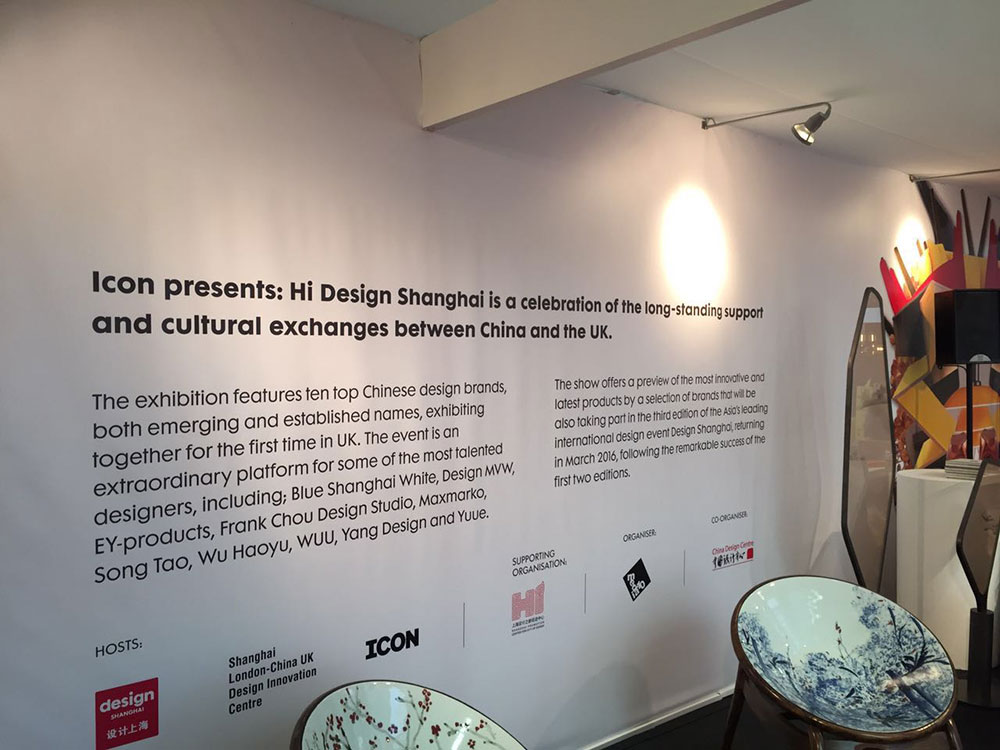 Icon presents: Hi Design Shanghai is a celebration of the long-standing support
and cultural exchanges between China and the UK.
The exhibition features ten top Chinese design brands,
both emerging and established names, exhibiting
together for the first time in UK. The event is an
extraordinary platform for some of the most talented
designers, including; Blue Shanghai White, Design MVW,
EY-products, Frank Chou Design Studio, Maxmarko,
Song Tao, Wu Haoyu, WUU, Yang Design and Yuue.
The show offers a preview of the most innovative and
latest products by a selection of brands that will be
also taking part in the third edition of the Asia's leading
international design event Design Shanghai, returning
in March 2016, following the remarkable success of the
first two editions.
HOSTS:
design
SHANGHAI
设计上海
Shanghai
London-China UK
Design Innovation
Centre
ICON
SUPPORTING
ORGANISATION:
Hi
ORGANISER:
CO-ORGANISER:
China Design Centre